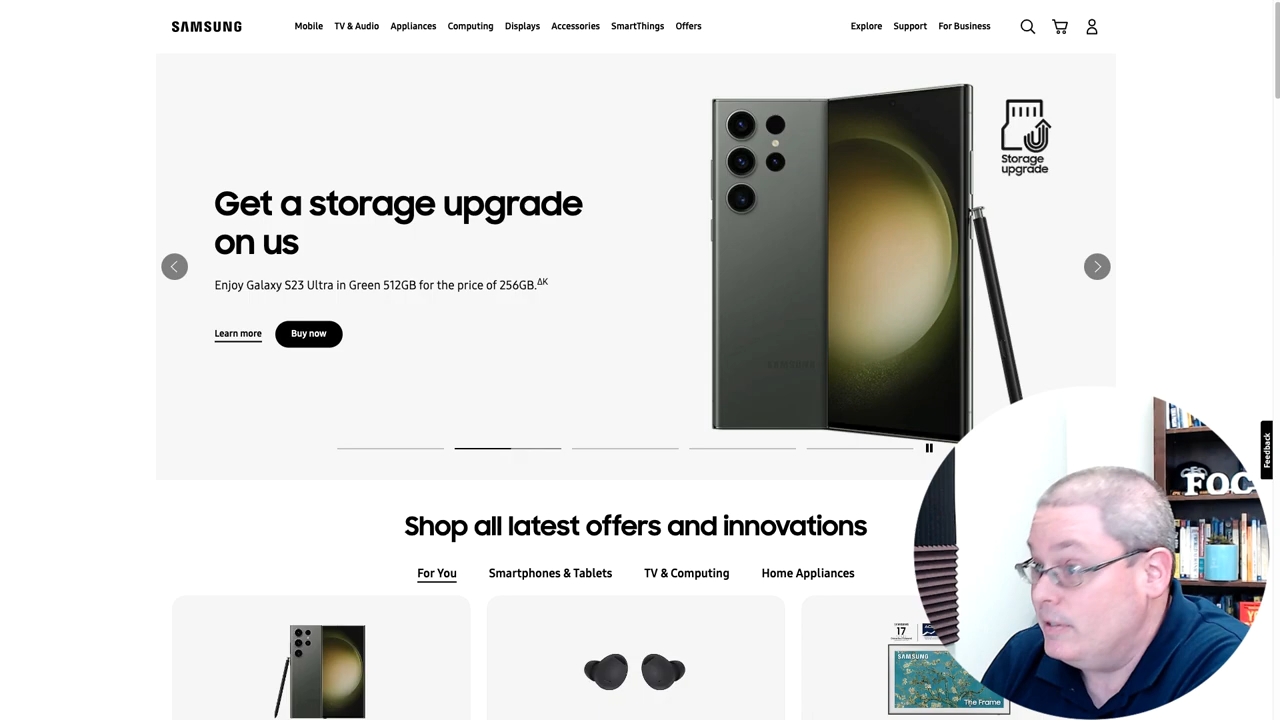 SAMSUNG
Mobile TV & Audio Appliances Computing Displays Accessories SmartThings Offers
Explore Support For Business
Storage
upgrade
Get a storage upgrade
on us
Enjoy Galaxy S23 Ultra in Green 512GB for the price of 256GB.ΔK
Learn more Buy now
SAMSUNG
Feedback
FOC
Shop all latest offers and innovations
For You Smartphones & Tablets TV & Computing Home Appliances
17
SAMSUNG
The Frame